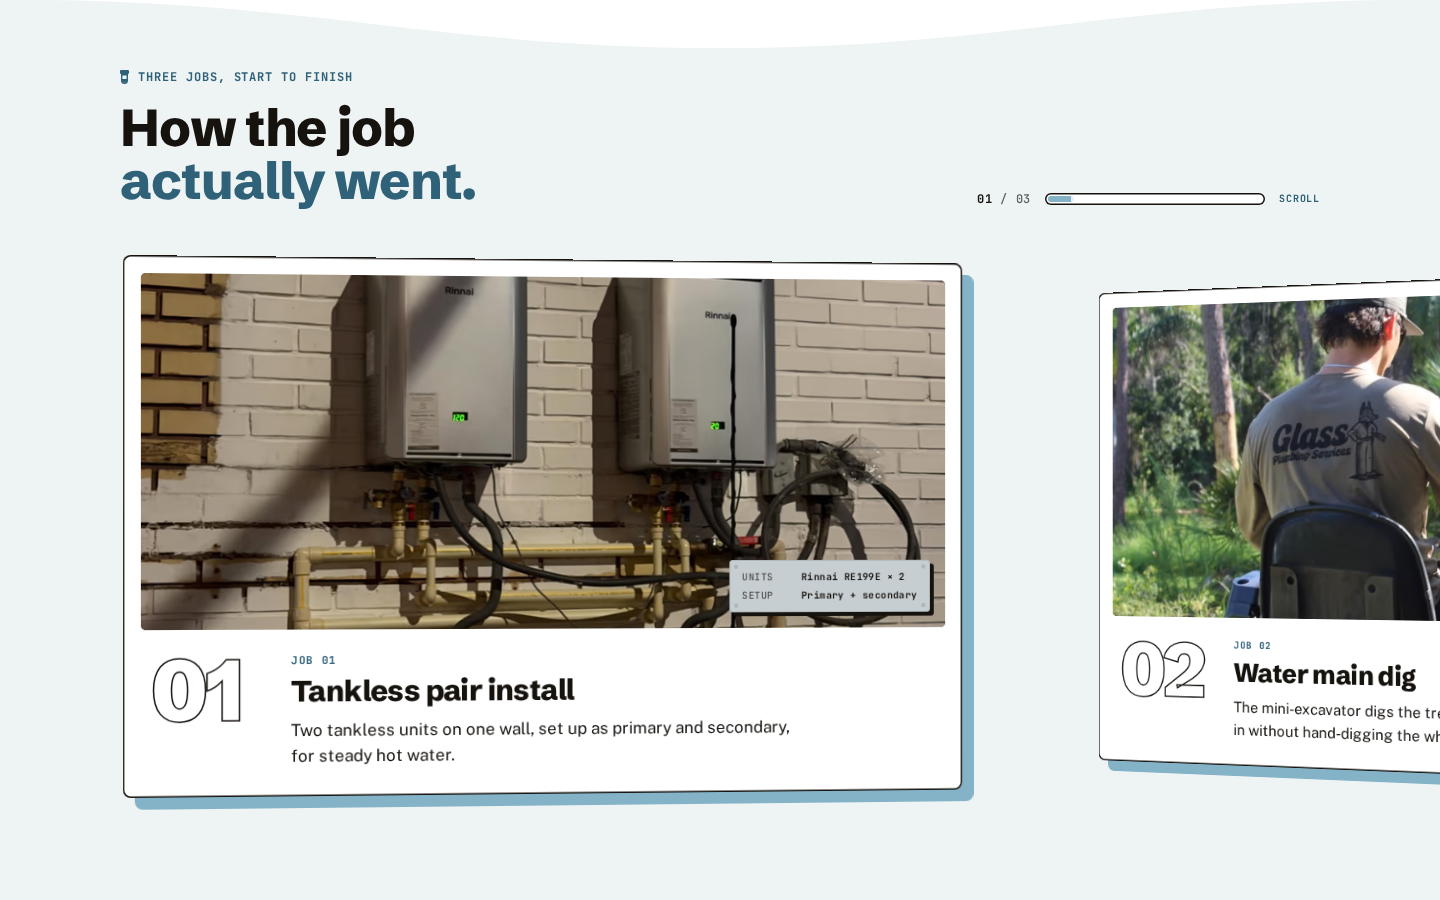 THREE JOBS, START TO FINISH
How the job
actually went.
01 / 03
SCROLL
Rinnai
Rinnai
120
UNITS Rinnai RE199E × 2
SETUP Primary + secondary
01
JOB 01
Tankless pair install
Two tankless units on one wall, set up as primary and secondary,
for steady hot water.
Glass
Plumbing Services
02
JOB 02
Water main dig
The mini-excavator digs the
in without hand-digging the